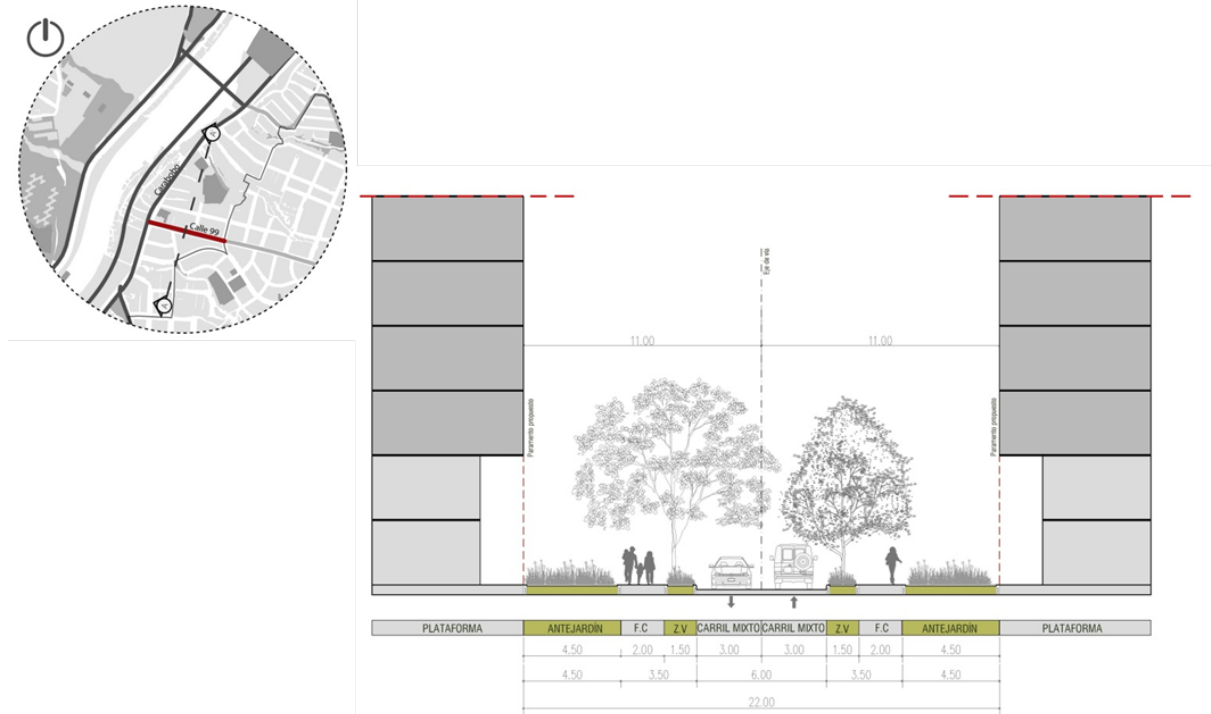 A
Carabobo
Calle 99
A
Eje de vía
11.00
11.00
Paramento propuesto
Paramento propuesto
PLATAFORMA
ANTEJARDÍN
F.C
Z.V
CARRIL MIXTO
CARRIL MIXTO
Z.V
F.C
ANTEJARDÍN
PLATAFORMA
4.50
2.00
1.50
3.00
3.00
1.50
2.00
4.50
4.50
3.50
6.00
3.50
4.50
22.00